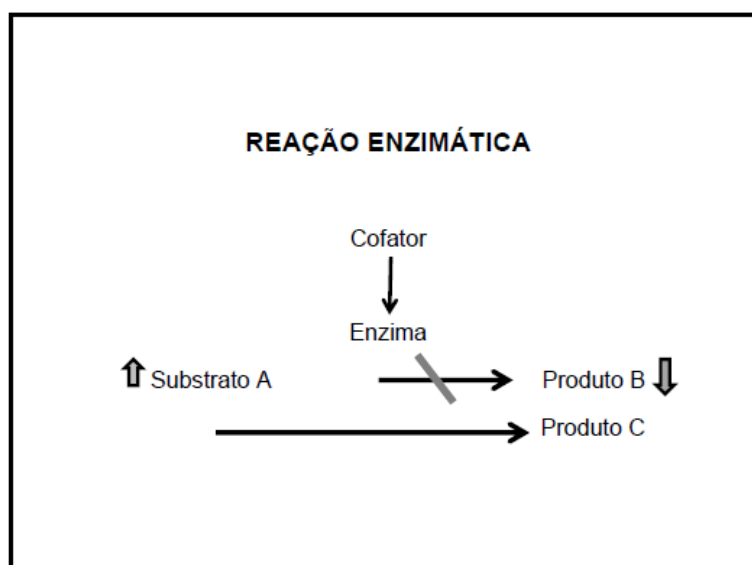 REAÇÃO ENZIMÁTICA
Cofator
Enzima
Substrato A
Produto B
Produto C